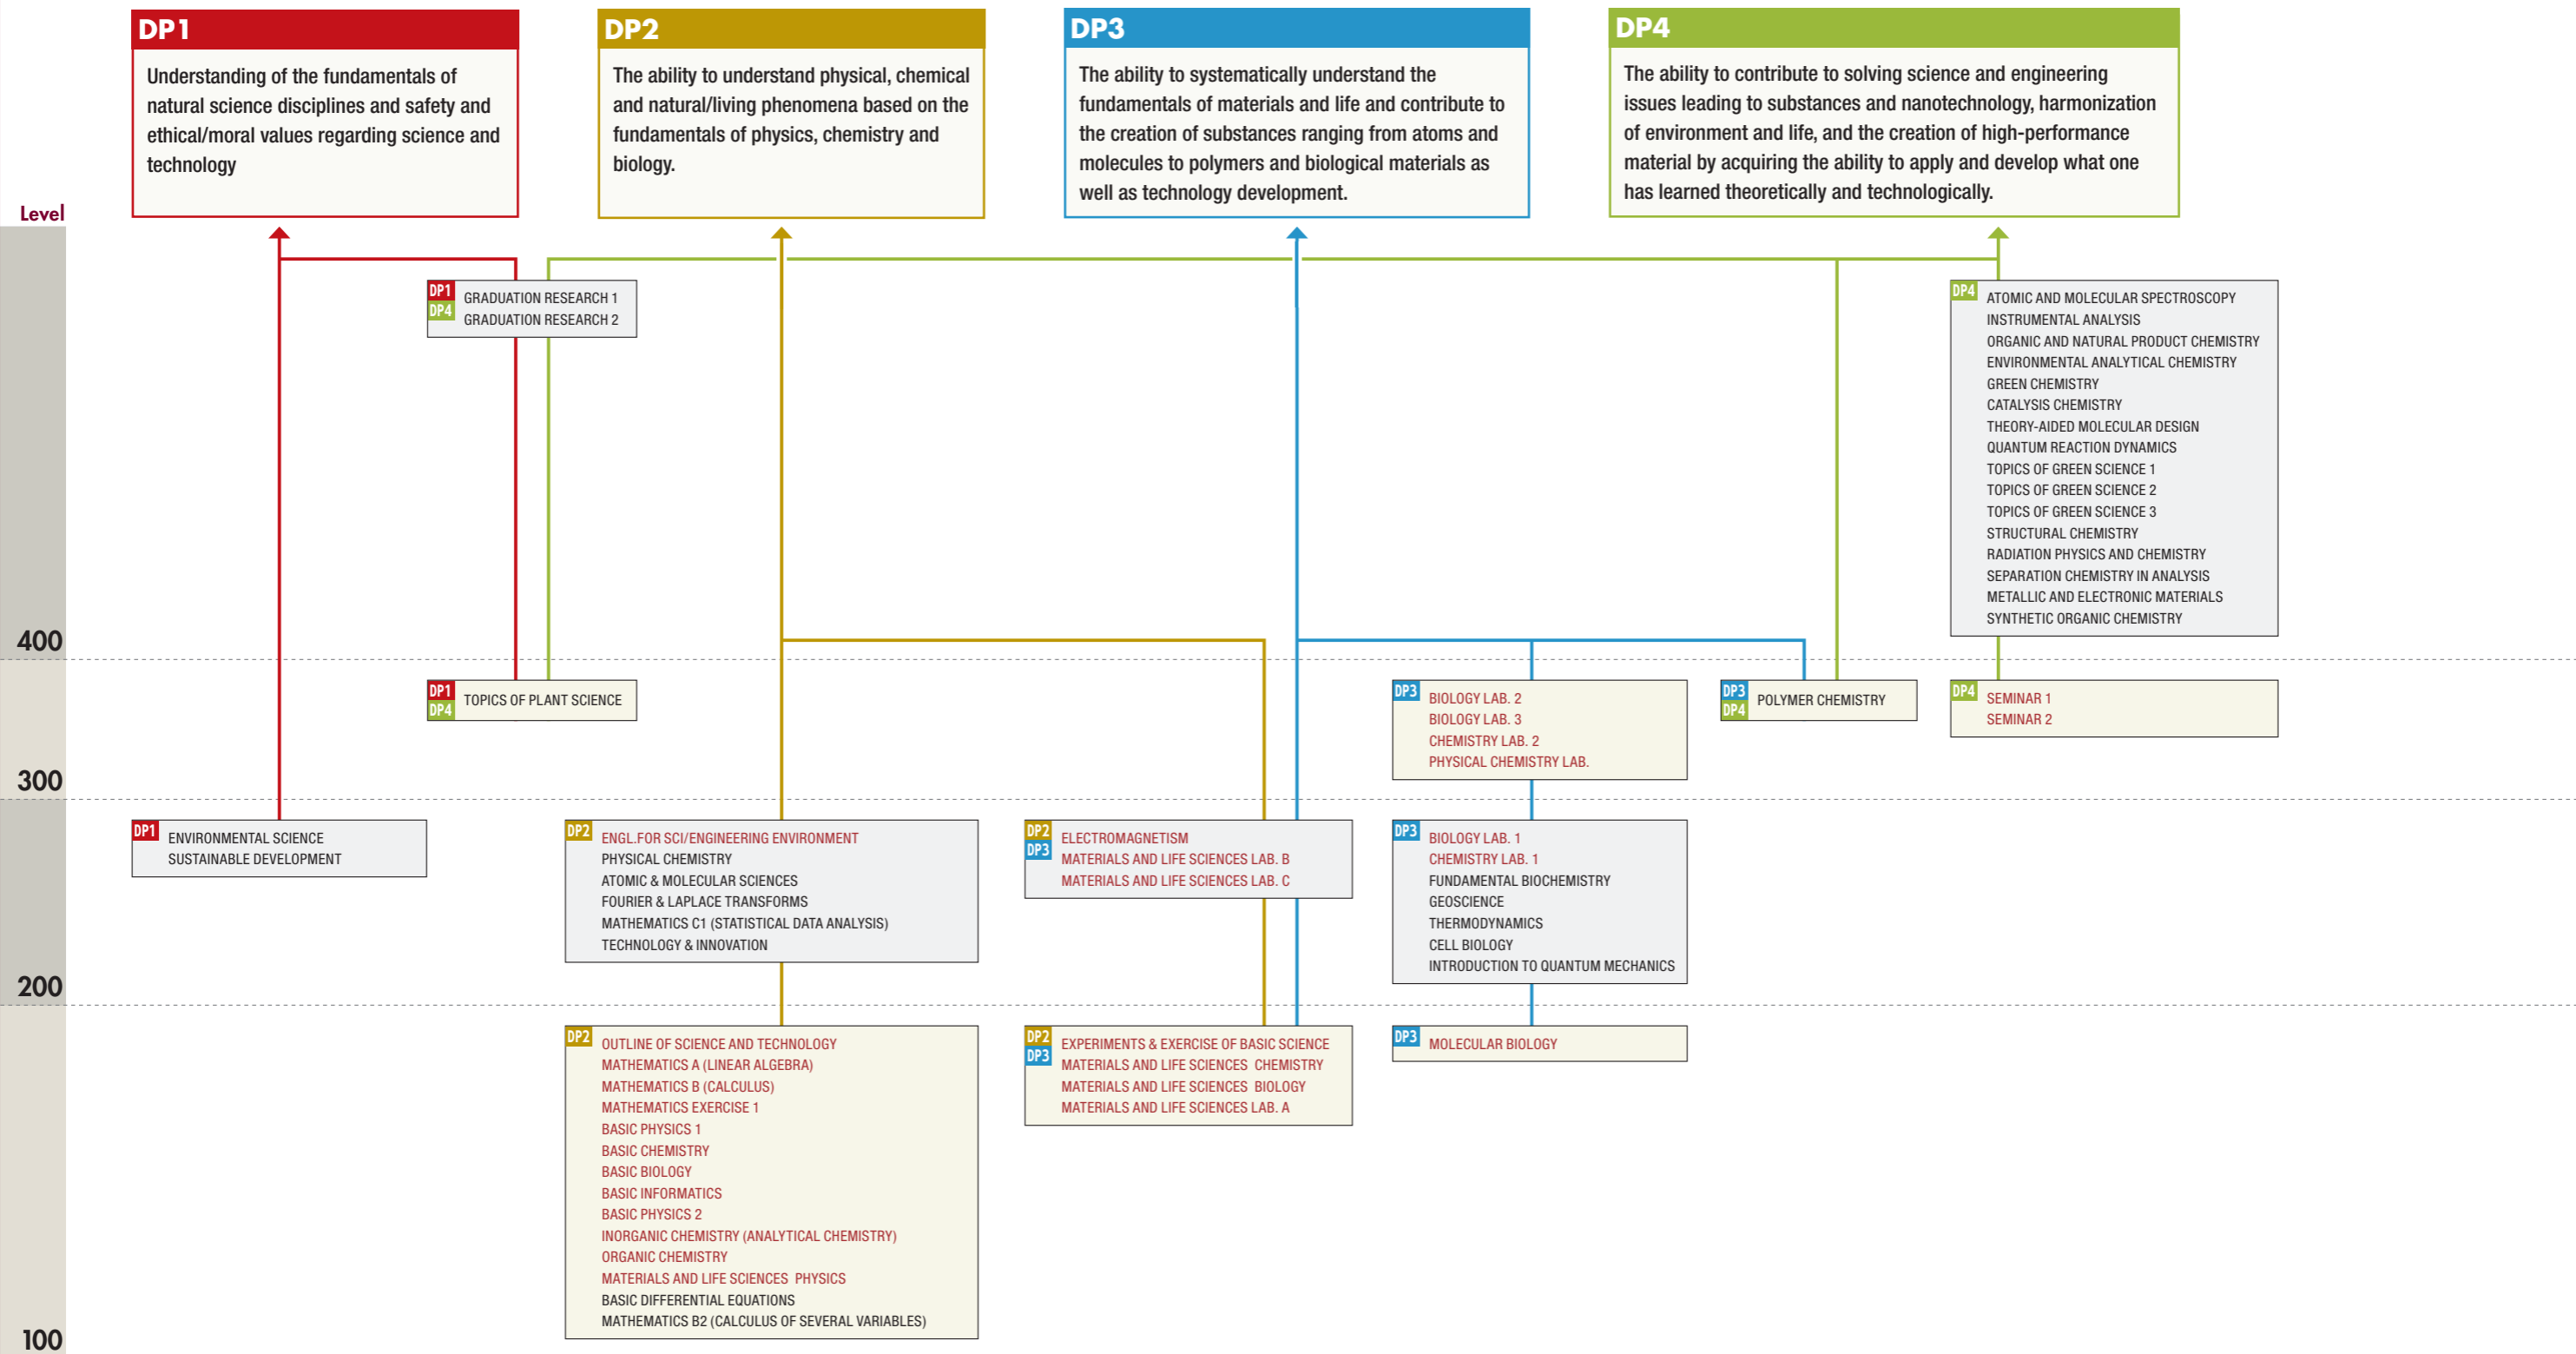 DP1
Understanding of the fundamentals of
natural science disciplines and safety and
ethical/moral values regarding science and
technology
DP2
The ability to understand physical, chemical
and natural/living phenomena based on the
fundamentals of physics, chemistry and
biology.
DP3
The ability to systematically understand the
fundamentals of materials and life and contribute to
the creation of substances ranging from atoms and
molecules to polymers and biological materials as
well as technology development.
DP4
The ability to contribute to solving science and engineering
issues leading to substances and nanotechnology, harmonization
of environment and life, and the creation of high-performance
material by acquiring the ability to apply and develop what one
has learned theoretically and technologically.
Level
DP1
DP4
GRADUATION RESEARCH 1
GRADUATION RESEARCH 2
DP4
ATOMIC AND MOLECULAR SPECTROSCOPY
INSTRUMENTAL ANALYSIS
ORGANIC AND NATURAL PRODUCT CHEMISTRY
ENVIRONMENTAL ANALYTICAL CHEMISTRY
GREEN CHEMISTRY
CATALYSIS CHEMISTRY
THEORY-AIDED MOLECULAR DESIGN
QUANTUM REACTION DYNAMICS
TOPICS OF GREEN SCIENCE 1
TOPICS OF GREEN SCIENCE 2
TOPICS OF GREEN SCIENCE 3
STRUCTURAL CHEMISTRY
RADIATION PHYSICS AND CHEMISTRY
SEPARATION CHEMISTRY IN ANALYSIS
METALLIC AND ELECTRONIC MATERIALS
SYNTHETIC ORGANIC CHEMISTRY
400
DP1
DP4
TOPICS OF PLANT SCIENCE
DP3
BIOLOGY LAB. 2
BIOLOGY LAB. 3
CHEMISTRY LAB. 2
PHYSICAL CHEMISTRY LAB.
DP3
DP4
POLYMER CHEMISTRY
DP4
SEMINAR 1
SEMINAR 2
300
DP1
ENVIRONMENTAL SCIENCE
SUSTAINABLE DEVELOPMENT
DP2
ENGL.FOR SCI/ENGINEERING ENVIRONMENT
PHYSICAL CHEMISTRY
ATOMIC & MOLECULAR SCIENCES
FOURIER & LAPLACE TRANSFORMS
MATHEMATICS C1 (STATISTICAL DATA ANALYSIS)
TECHNOLOGY & INNOVATION
DP2
DP3
ELECTROMAGNETISM
MATERIALS AND LIFE SCIENCES LAB. B
MATERIALS AND LIFE SCIENCES LAB. C
DP3
BIOLOGY LAB. 1
CHEMISTRY LAB. 1
FUNDAMENTAL BIOCHEMISTRY
GEOSCIENCE
THERMODYNAMICS
CELL BIOLOGY
INTRODUCTION TO QUANTUM MECHANICS
200
DP2
OUTLINE OF SCIENCE AND TECHNOLOGY
MATHEMATICS A (LINEAR ALGEBRA)
MATHEMATICS B (CALCULUS)
MATHEMATICS EXERCISE 1
BASIC PHYSICS 1
BASIC CHEMISTRY
BASIC BIOLOGY
BASIC INFORMATICS
BASIC PHYSICS 2
INORGANIC CHEMISTRY (ANALYTICAL CHEMISTRY)
ORGANIC CHEMISTRY
MATERIALS AND LIFE SCIENCES PHYSICS
BASIC DIFFERENTIAL EQUATIONS
MATHEMATICS B2 (CALCULUS OF SEVERAL VARIABLES)
DP2
DP3
EXPERIMENTS & EXERCISE OF BASIC SCIENCE
MATERIALS AND LIFE SCIENCES CHEMISTRY
MATERIALS AND LIFE SCIENCES BIOLOGY
MATERIALS AND LIFE SCIENCES LAB. A
DP3
MOLECULAR BIOLOGY
100